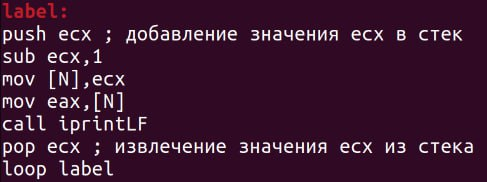 label:
push ecx ; добавление значения ecx в стек
sub ecx,1
mov [N],ecx
mov eax,[N]
call iprintLF
pop ecx ; извлечение значения ecx из стека
loop label